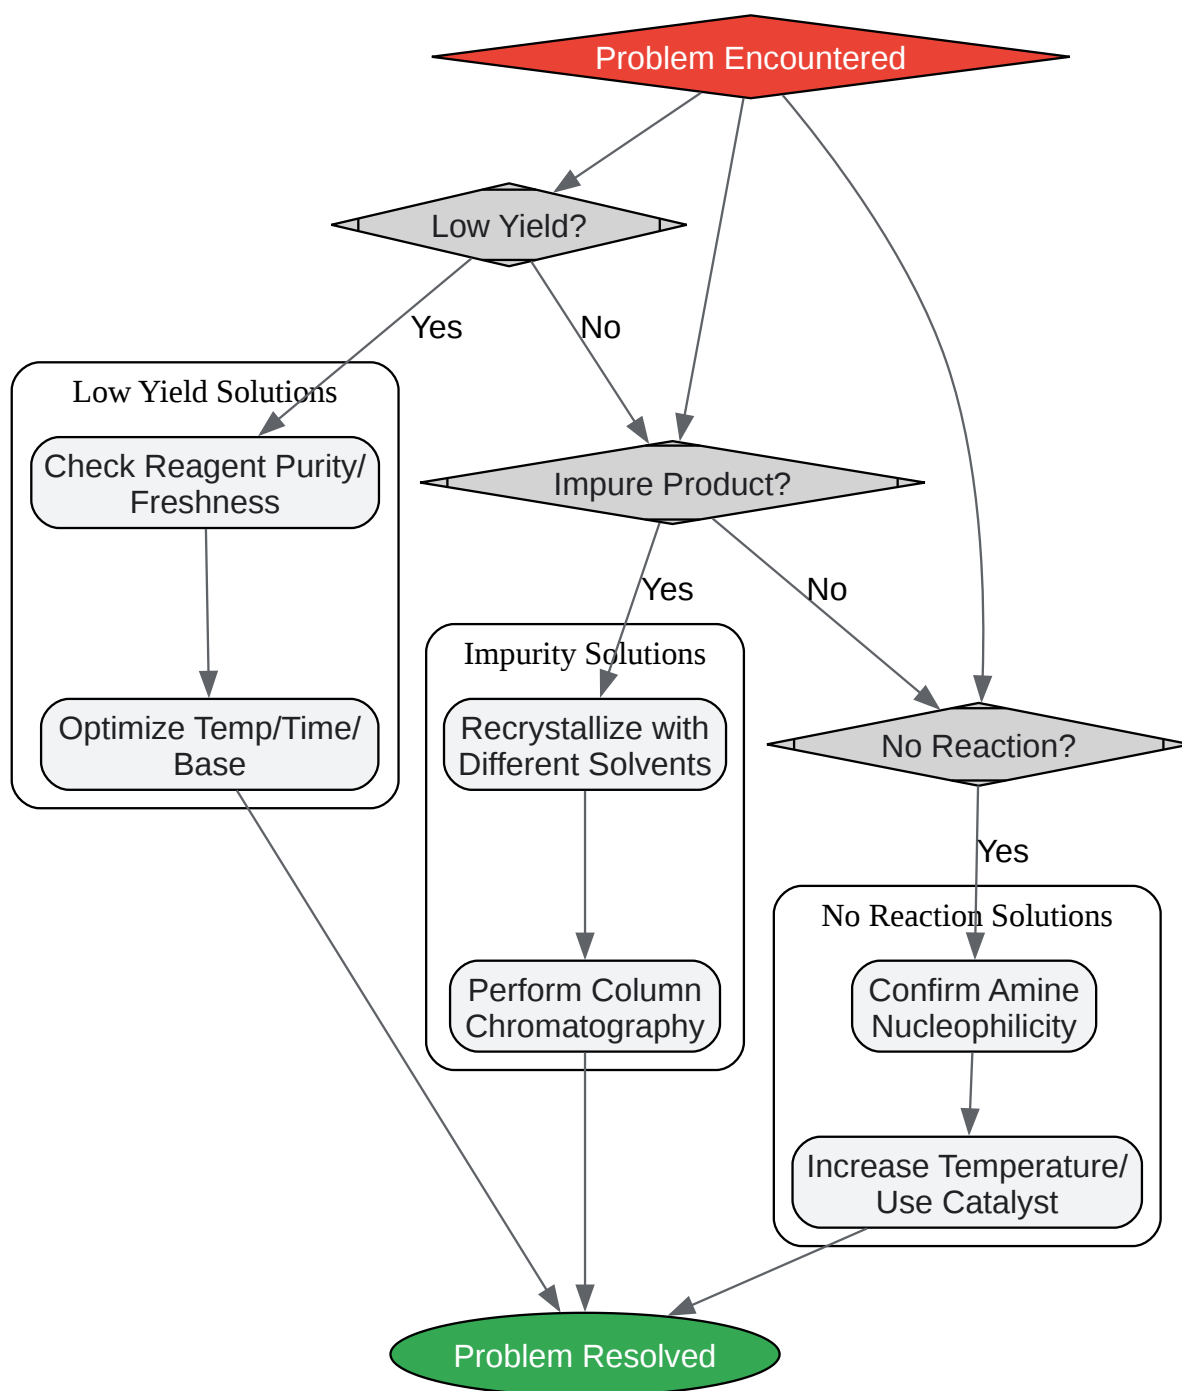 Problem Encountered
Low Yield?
Yes
No
Low Yield Solutions
Check Reagent Purity/
Freshness
Impure Product?
Yes
No
Impurity Solutions
Optimize Temp/Time/
Base
Recrystallize with
Different Solvents
No Reaction?
Yes
No Reaction Solutions
Perform Column
Chromatography
Confirm Amine
Nucleophilicity
Increase Temperature/
Use Catalyst
Problem Resolved